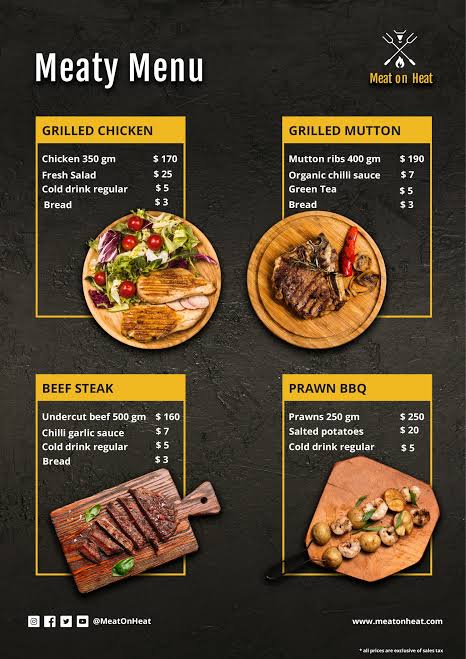 Meaty Menu
Meat on Heat
GRILLED CHICKEN
Chicken 350 gm $ 170
Fresh Salad $ 25
Cold drink regular $ 5
Bread $ 3
GRILLED MUTTON
Mutton ribs 400 gm $ 190
Organic chilli sauce $ 7
Green Tea $ 5
Bread $ 3
BEEF STEAK
Undercut beef 500 gm $ 160
Chilli garlic sauce $ 7
Cold drink regular $ 5
Bread $ 3
PRAWN BBQ
Prawns 250 gm $ 250
Salted potatoes $ 20
Cold drink regular $ 5
@MeatOnHeat
www.meatonheat.com
* all prices are exclusive of sales tax